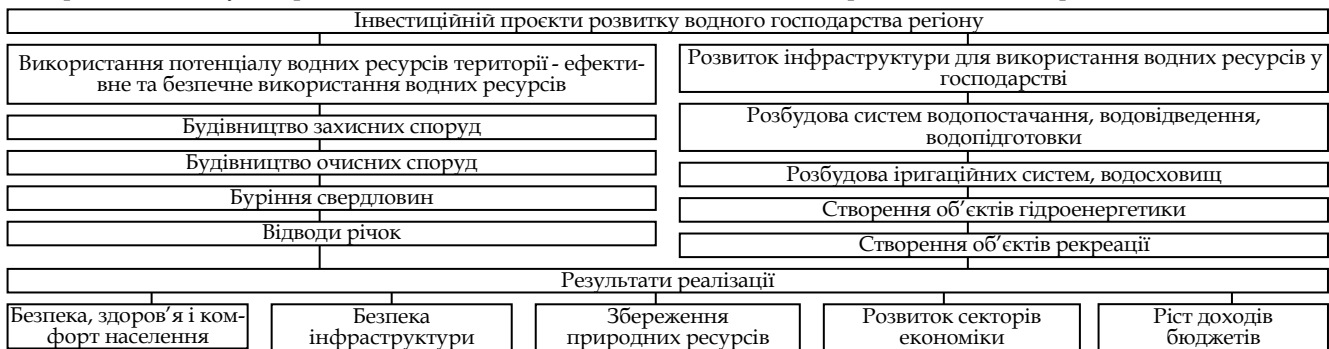 Інвестиційній проєкти розвитку водного господарства регіону
Використання потенціалу водних ресурсів території - ефекти-
вне та безпечне використання водних ресурсів
Будівництво захисних споруд
Будівництво очисних споруд
Буріння свердловин
Відводи річок
Розвиток інфраструктури для використання водних ресурсів у
господарстві
Розбудова систем водопостачання, водовідведення,
водопідготовки
Розбудова іригаційних систем, водосховищ
Створення об’єктів гідроенергетики
Створення об’єктів рекреації
Результати реалізації
Безпека, здоров’я і ком-
форт населення
Безпека
інфраструктури
Збереження
природних ресурсів
Розвиток секторів
економіки
Ріст доходів
бюджетів